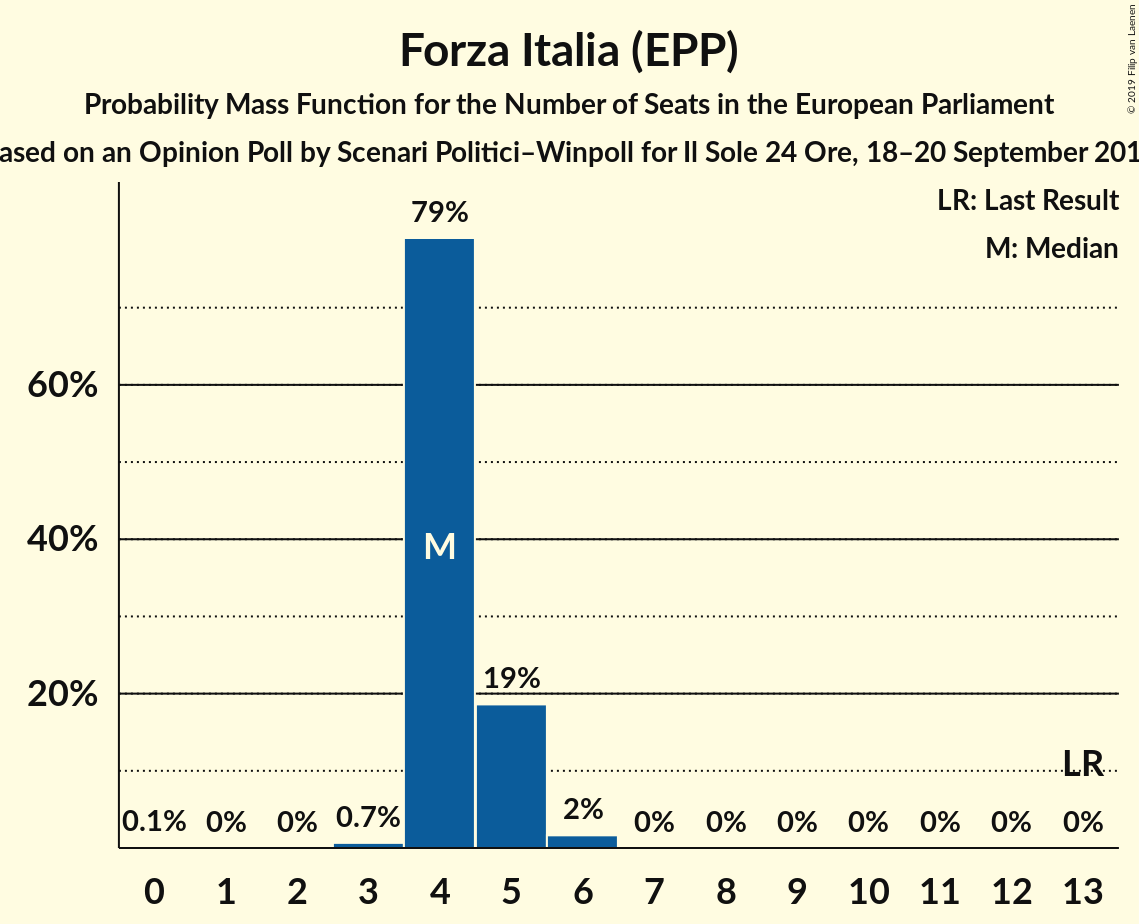 Forza Italia (EPP)
Probability Mass Function for the Number of Seats in the European Parliament
ased on an Opinion Poll by Scenari Politici–Winpoll for Il Sole 24 Ore, 18–20 September 201
© 2019 Filip van Laenen
LR: Last Result
M: Median
79%
60%
40%
M
20%
19%
LR
0.1% 0% 0% 0.7% 2% 0% 0% 0% 0% 0% 0% 0%
0 1 2 3 4 5 6 7 8 9 10 11 12 13